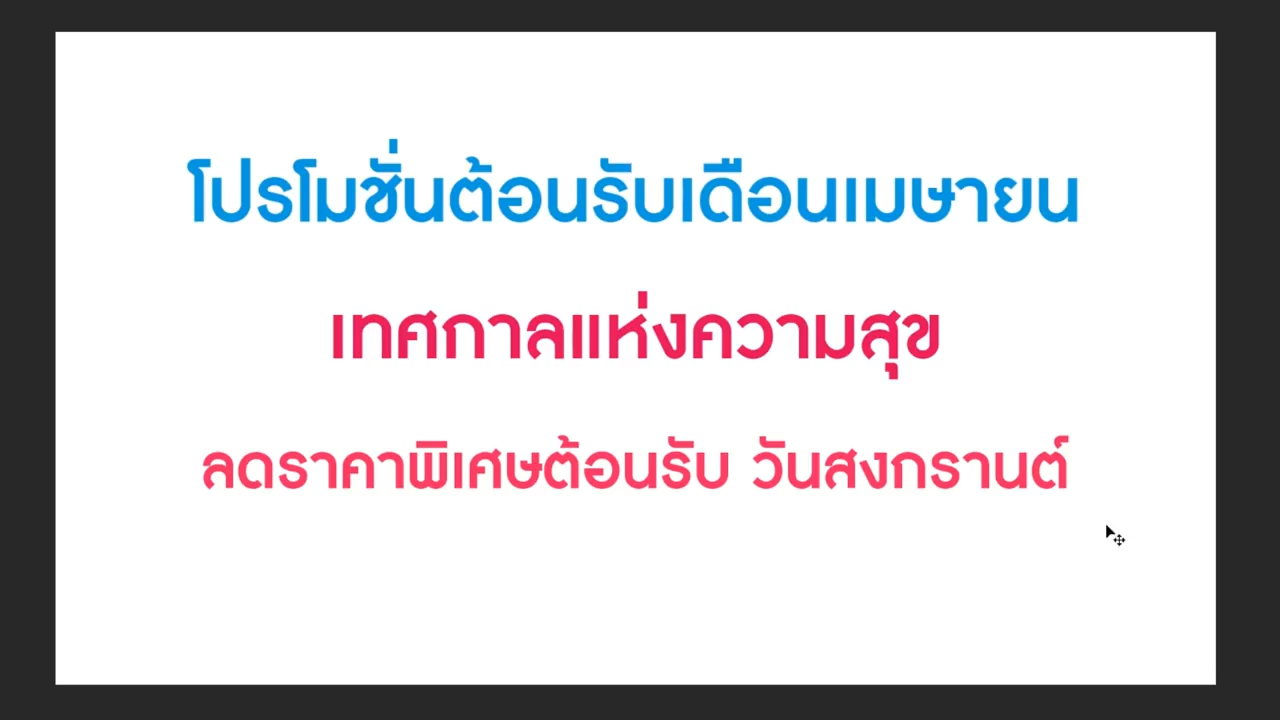 โปรโมชั่นต้อนรับเดือนเมษายน
เทศกาลแห่งความสุข
ลดราคาพิเศษต้อนรับ วันสงกรานต์